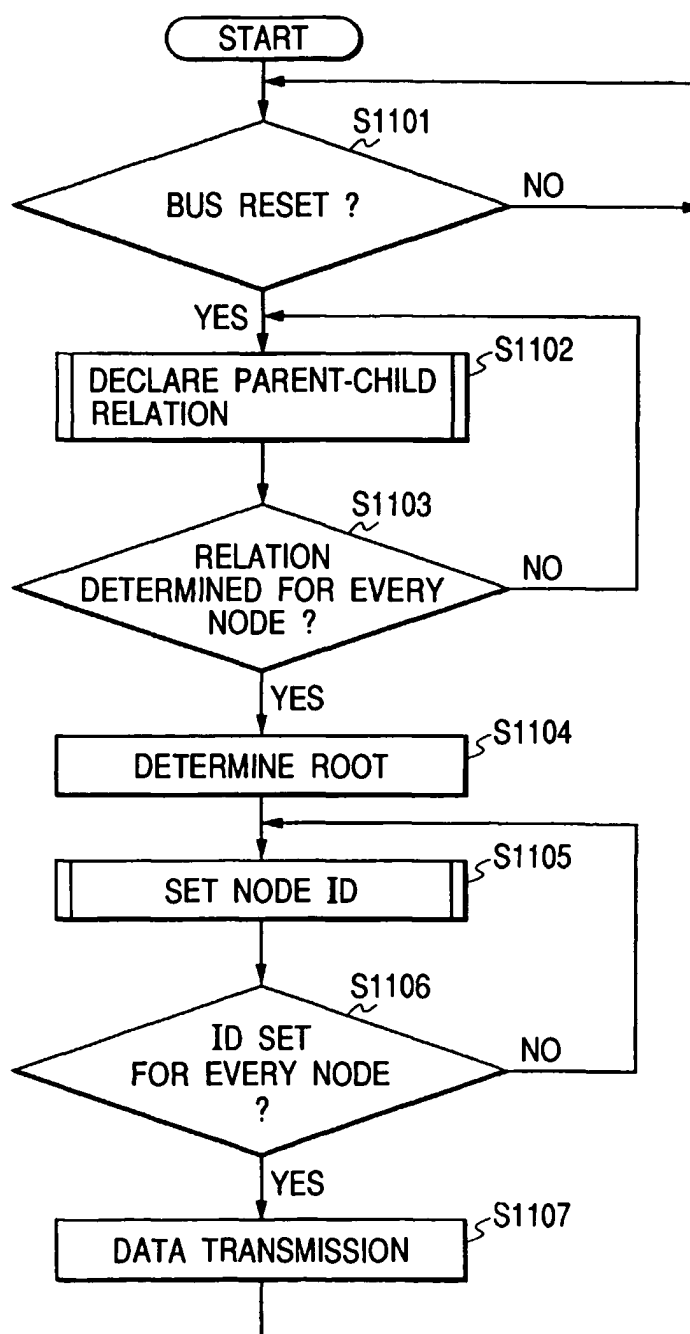 START
S1101
BUS RESET ?
NO
YES
S1102
DECLARE PARENT-CHILD
RELATION
S1103
RELATION
DETERMINED FOR EVERY
NODE ?
NO
YES
S1104
DETERMINE ROOT
S1105
SET NODE ID
S1106
ID SET
FOR EVERY NODE
?
NO
YES
S1107
DATA TRANSMISSION